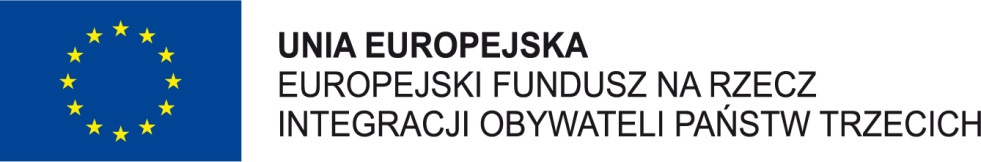 UNIA EUROPEJSKA
EUROPEJSKI FUNDUSZ NA RZECZ
INTEGRACJI OBYWATELI PAŃSTW TRZECICH